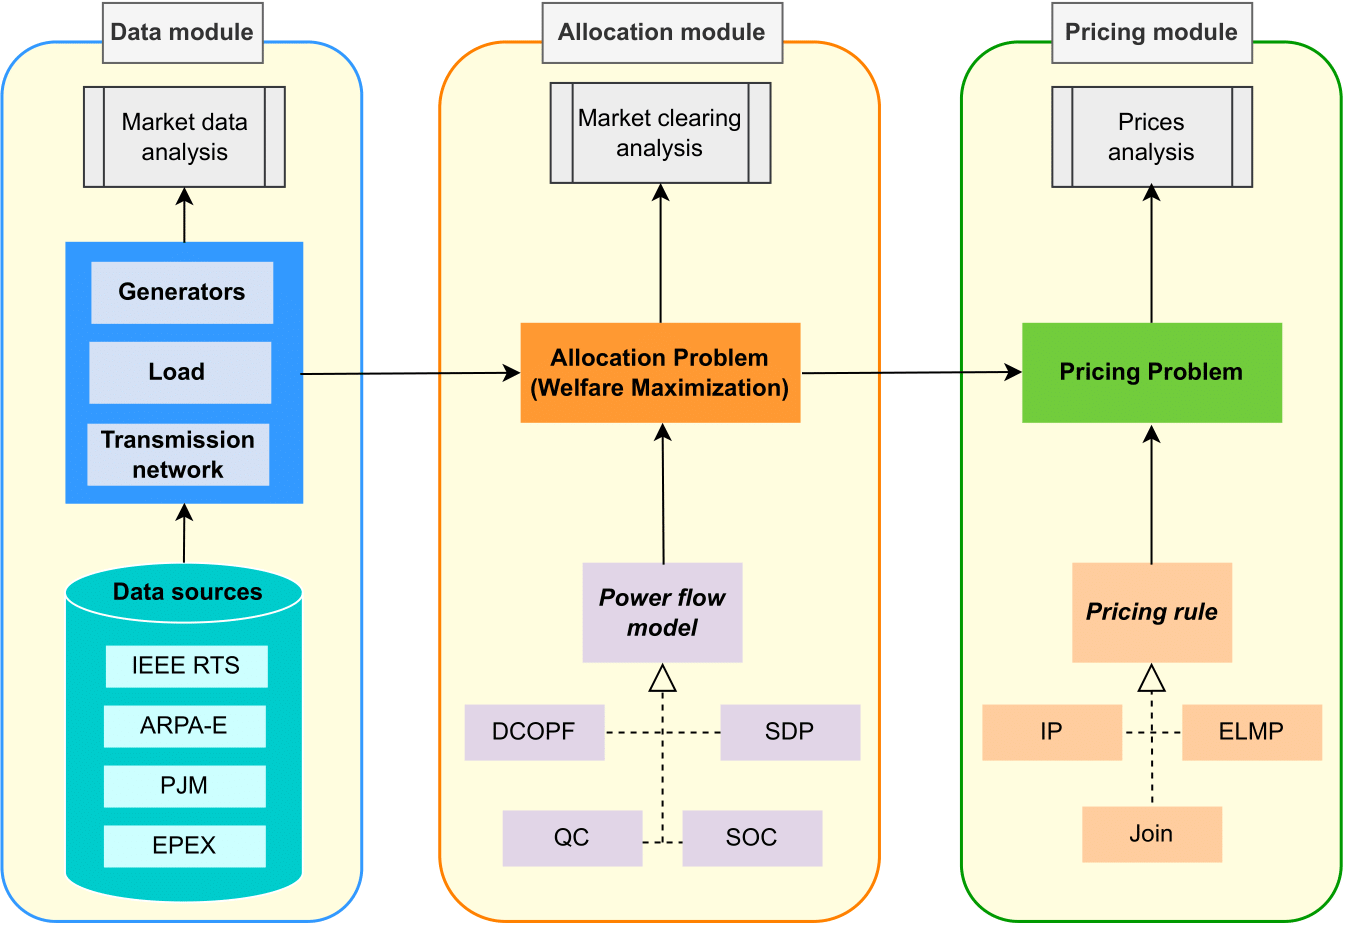 Data module
Market data
analysis
Generators
Load
Transmission
network
Data sources
IEEE RTS
ARPA-E
PJM
EPEX
Allocation module
Market clearing
analysis
Allocation Problem
(Welfare Maximization)
Power flow
model
DCOPF
SDP
QC
SOC
Pricing module
Prices
analysis
Pricing Problem
Pricing rule
IP
ELMP
Join